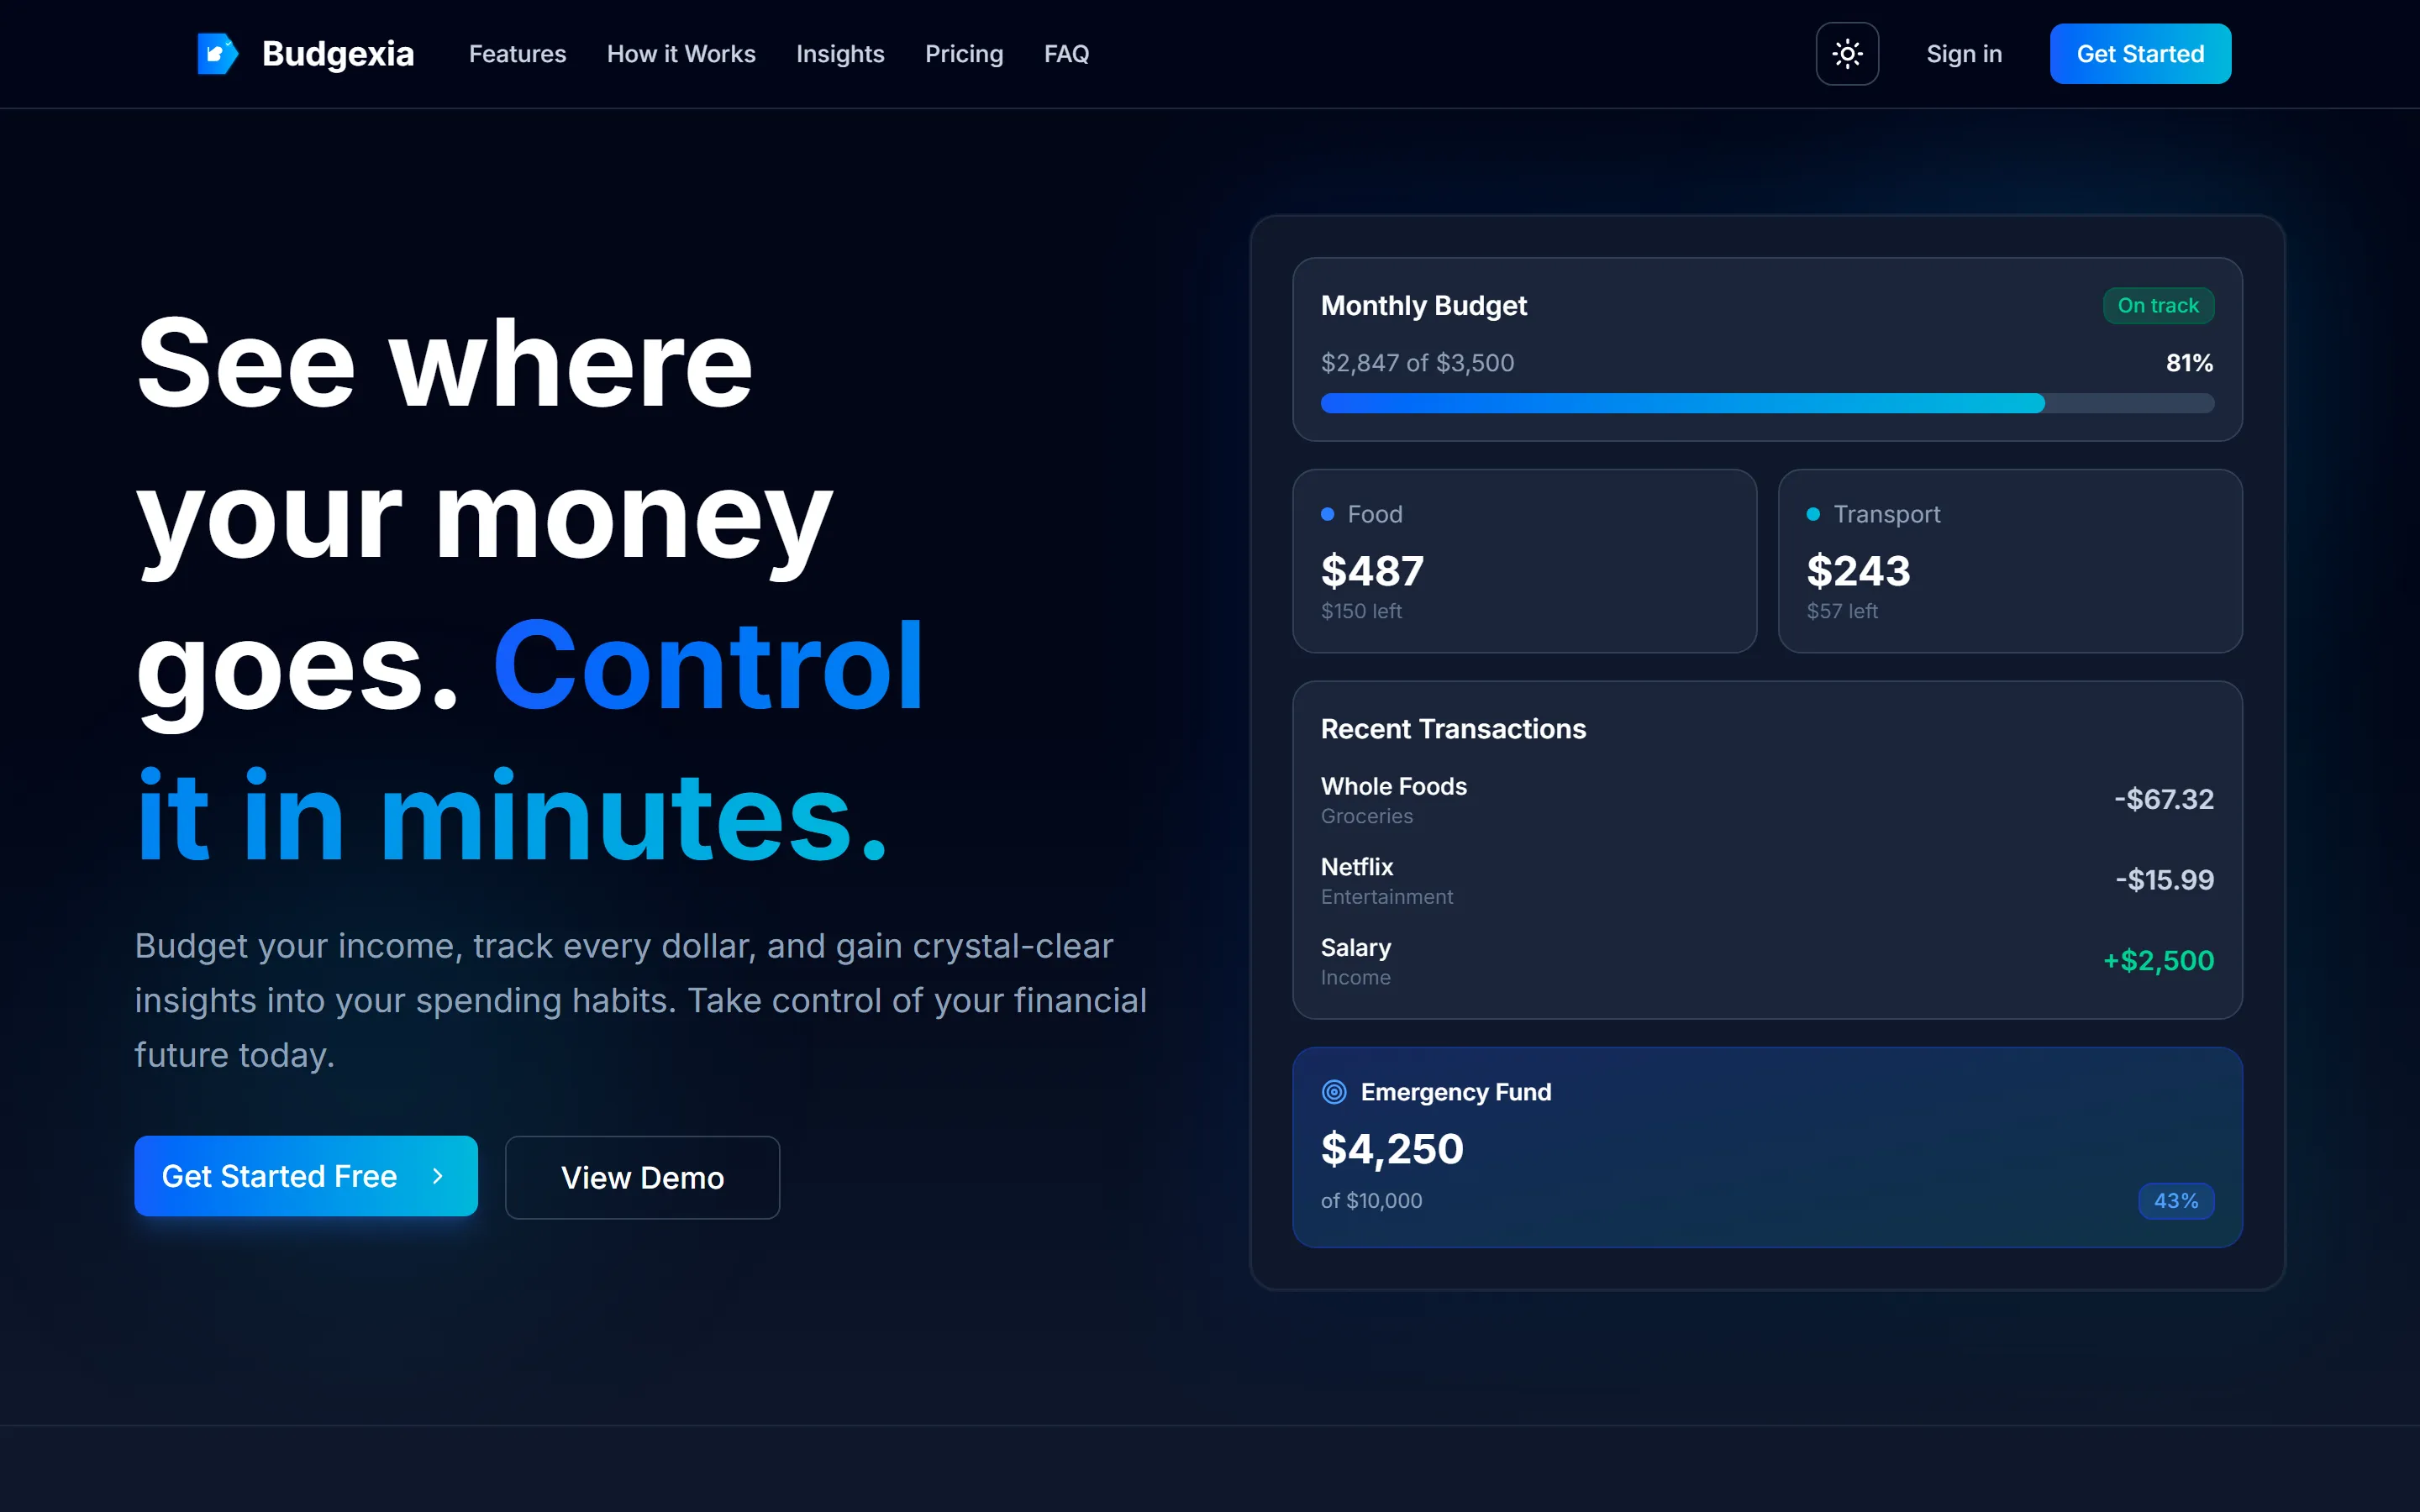 Budgexia
Features
How it Works
Insights
Pricing
FAQ
Sign in
Get Started
See where
your money
goes. Control
it in minutes.
Budget your income, track every dollar, and gain crystal-clear
insights into your spending habits. Take control of your financial
future today.
Get Started Free
View Demo
Monthly Budget
On track
$2,847 of $3,500
81%
Food
$487
$150 left
Transport
$243
$57 left
Recent Transactions
Whole Foods
Groceries
-$67.32
Netflix
Entertainment
-$15.99
Salary
Income
+$2,500
Emergency Fund
$4,250
of $10,000
43%